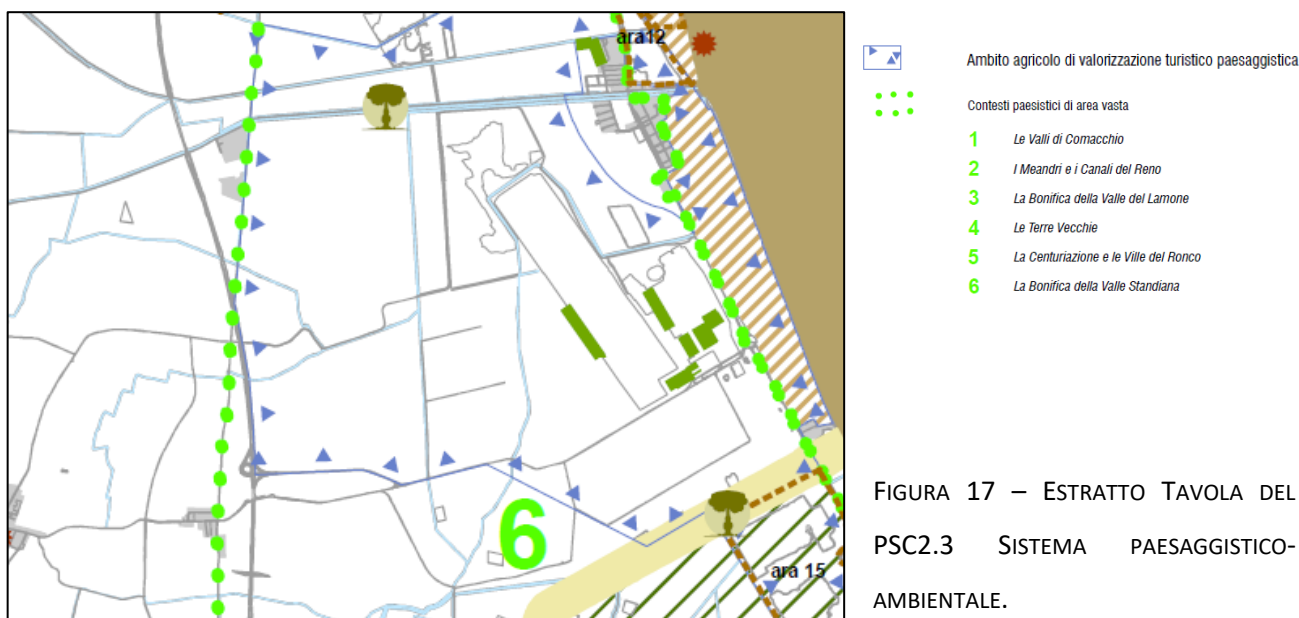 ara12
6
ara 15
Ambito agricolo di valorizzazione turistico paesaggistica
Contesti paesistici di area vasta
1 Le Valli di Comacchio
2 I Meandri e i Canali del Reno
3 La Bonifica della Valle del Lamone
4 Le Terre Vecchie
5 La Centuriazione e le Ville del Ronco
6 La Bonifica della Valle Standiana
FIGURA 17 – ESTRATTO TAVOLA DEL
PSC2.3 SISTEMA PAESAGGISTICO-
AMBIENTALE.